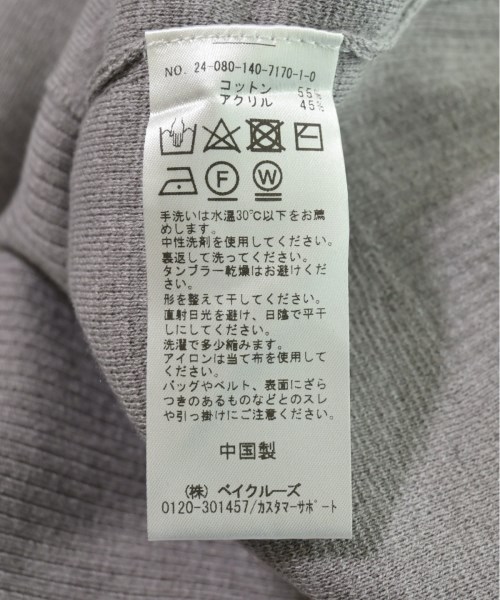 NO. 24-080-140-7170-1-0
コットン 55%
アクリル 45%
F W
手洗いは水温30℃以下をお薦
めします。
中性洗剤を使用してください。
裏返して洗ってください。
タンブラー乾燥はお避けくだ
さい。
形を整えて干してください。
直射日光を避け、日陰で平干
しにしてください。
洗濯で多少縮みます。
アイロンは当て布を使用して
ください。
バッグやベルト、表面にざら
つきのあるものなどとのスレ
や引っ掛けにご注意ください。
中国製
(株) ベイクルーズ
0120-301457/カスタマーサポート